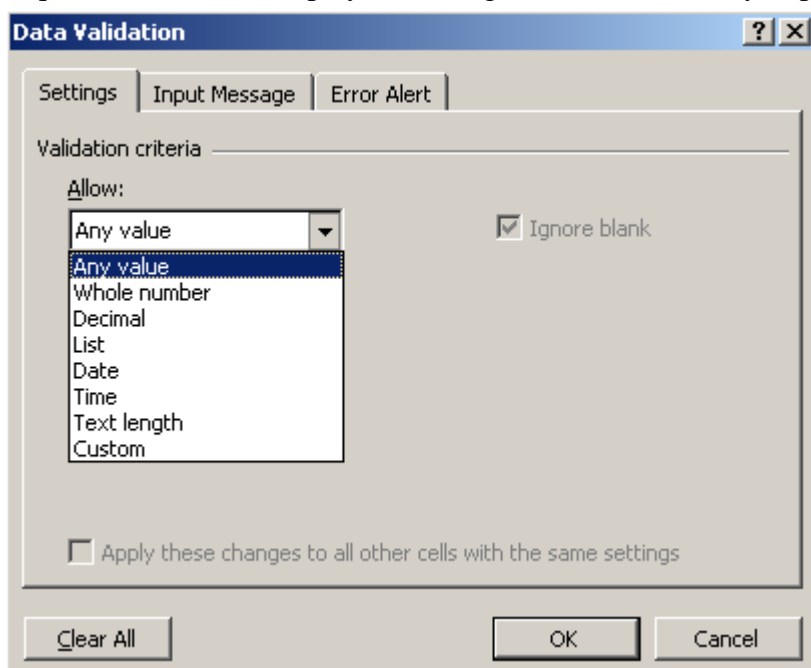 Data Validation
Settings Input Message Error Alert
Validation criteria
Allow:
Any value
Ignore blank
Any value
Whole number
Decimal
List
Date
Time
Text length
Custom
Apply these changes to all other cells with the same settings
Clear All OK Cancel